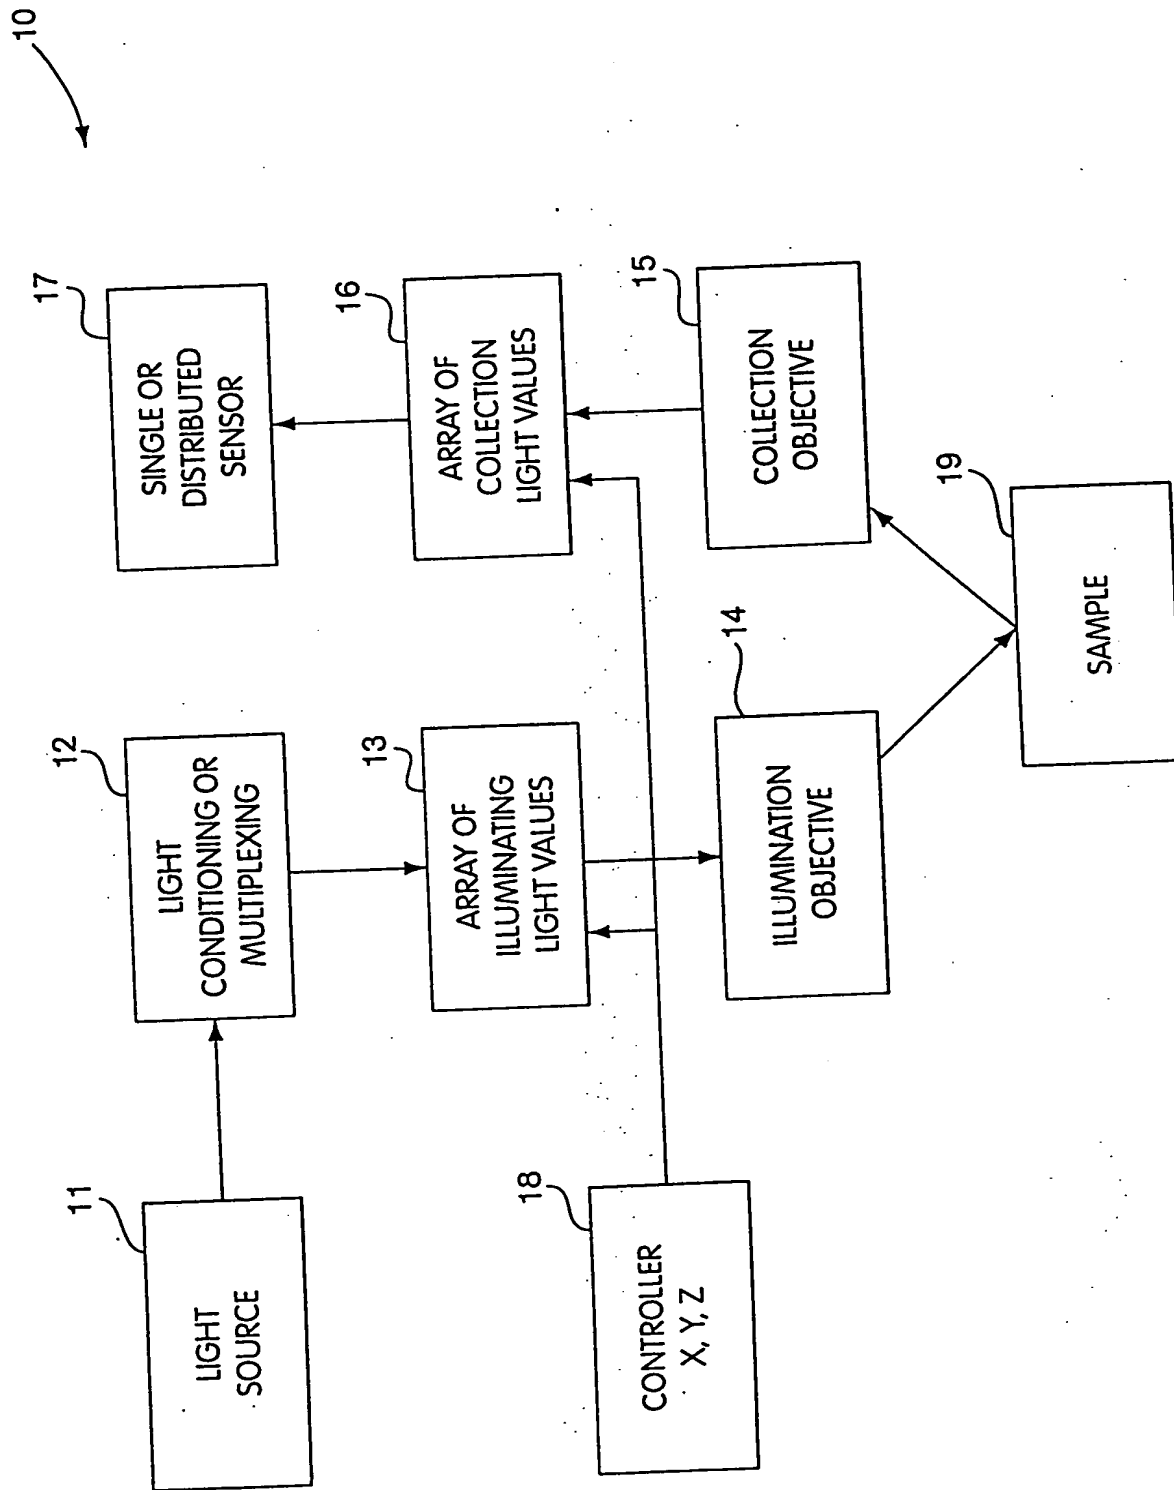 10
11
LIGHT
SOURCE
12
LIGHT
CONDITIONING OR
MULTIPLEXING
17
SINGLE OR
DISTRIBUTED
SENSOR
13
ARRAY OF
ILLUMINATING
LIGHT VALUES
16
ARRAY OF
COLLECTION
LIGHT VALUES
18
CONTROLLER
X, Y, Z
14
ILLUMINATION
OBJECTIVE
15
COLLECTION
OBJECTIVE
19
SAMPLE